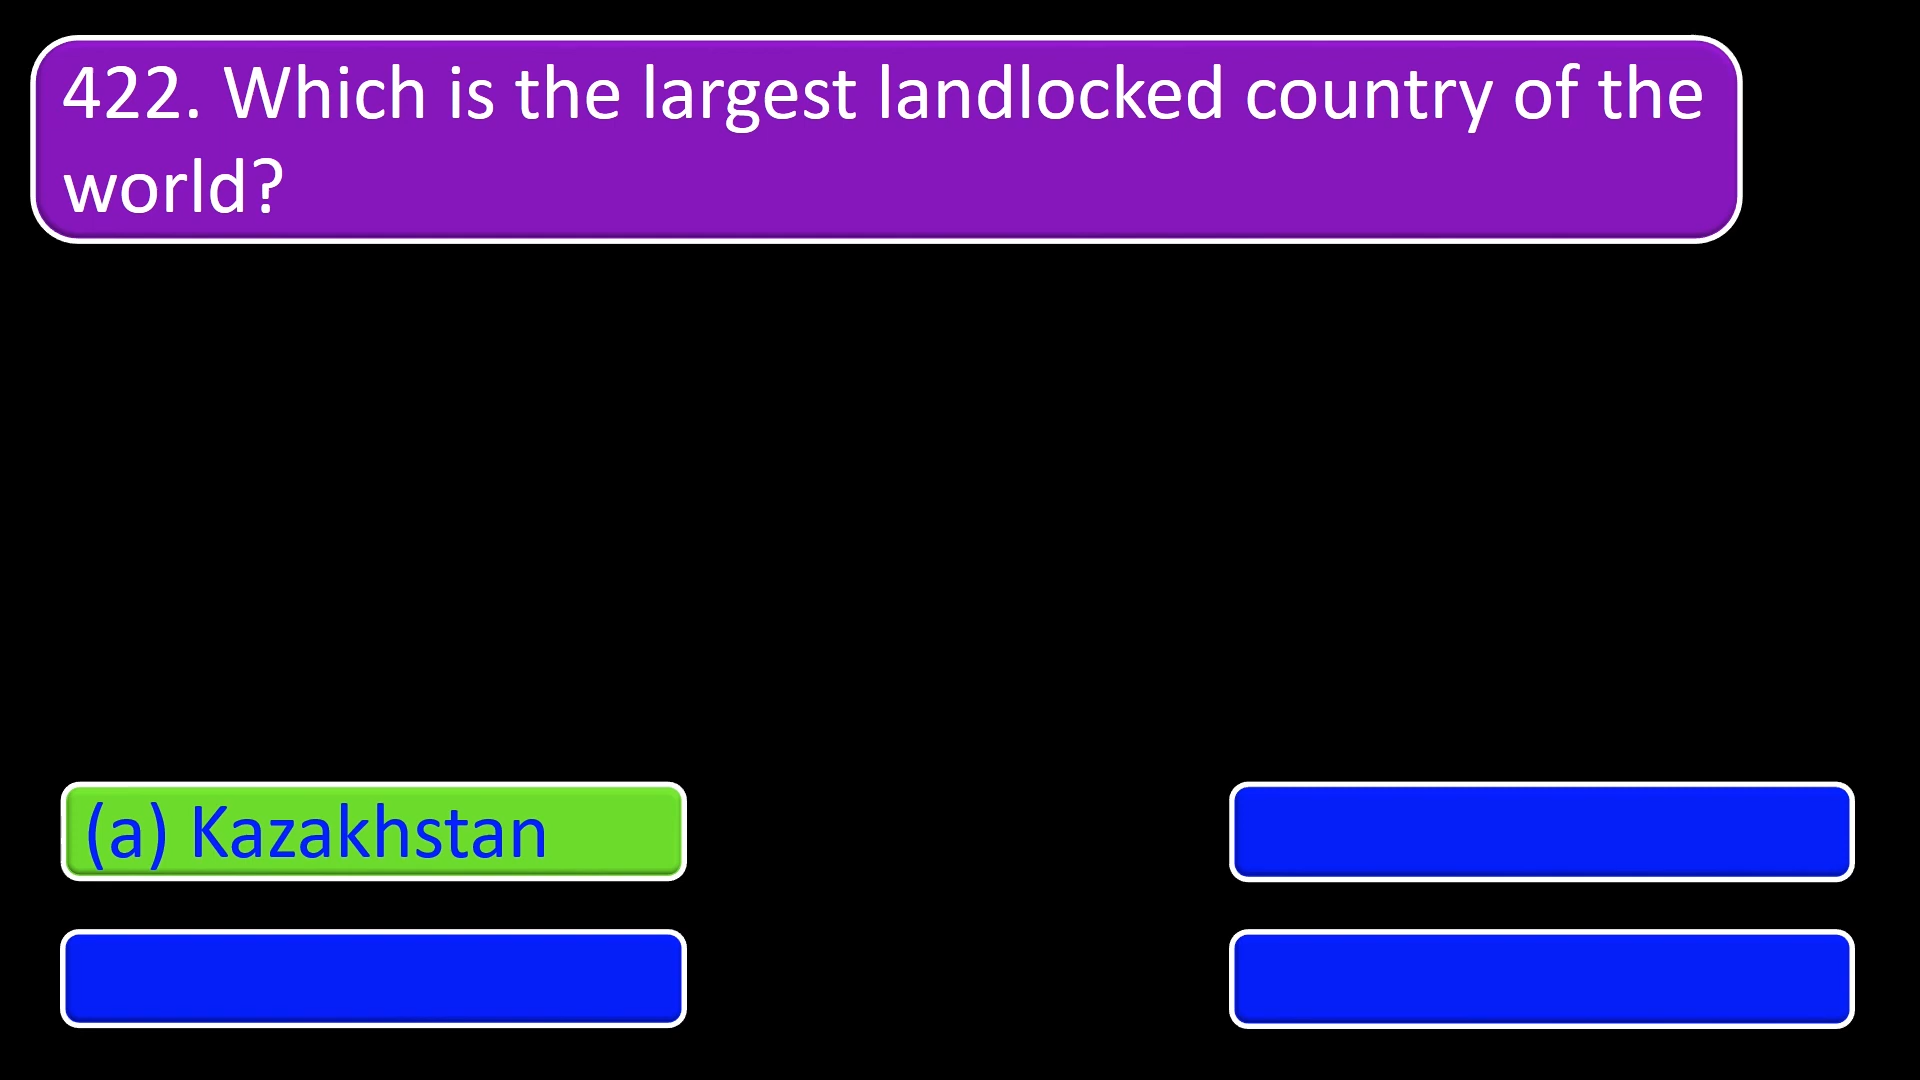 422. Which is the largest landlocked country of the
world?
(a) Kazakhstan